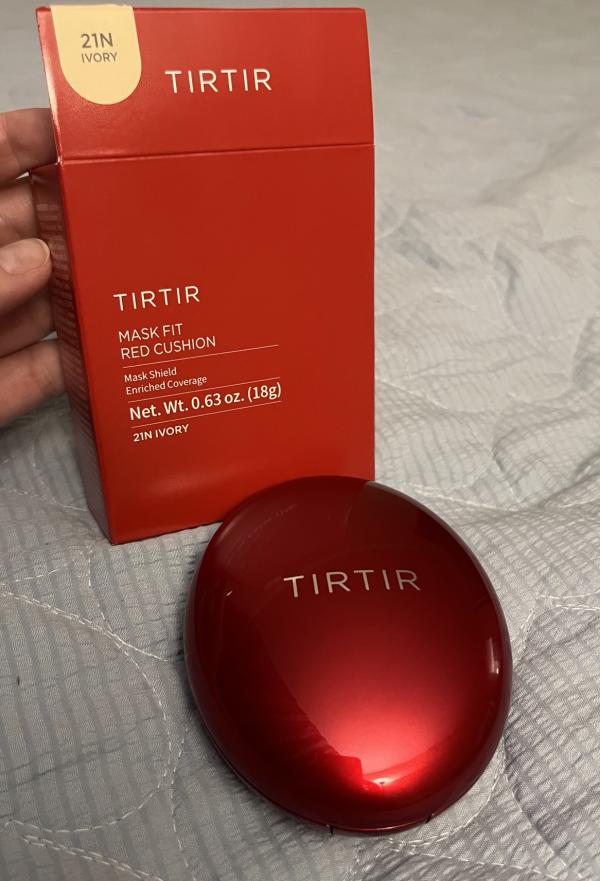 21N
IVORY
TIRTIR
TIRTIR
MASK FIT
RED CUSHION
Mask Shield
Enriched Coverage
Net. Wt. 0.63 oz. (18g)
21N IVORY
TIRTIR